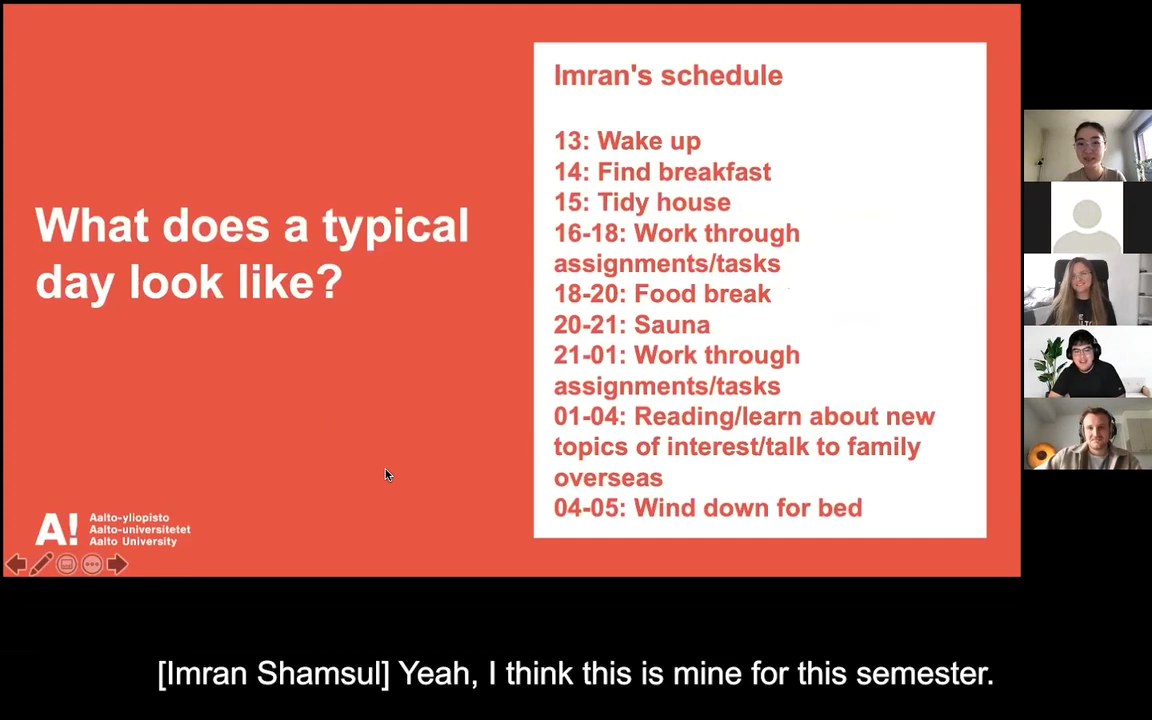 What does a typical
day look like?
Imran's schedule
13: Wake up
14: Find breakfast
15: Tidy house
16-18: Work through
assignments/tasks
18-20: Food break
20-21: Sauna
21-01: Work through
assignments/tasks
01-04: Reading/learn about new
topics of interest/talk to family
overseas
04-05: Wind down for bed
A!
Aalto-yliopisto
Aalto-universitetet
Aalto University
[Imran Shamsul] Yeah, I think this is mine for this semester.